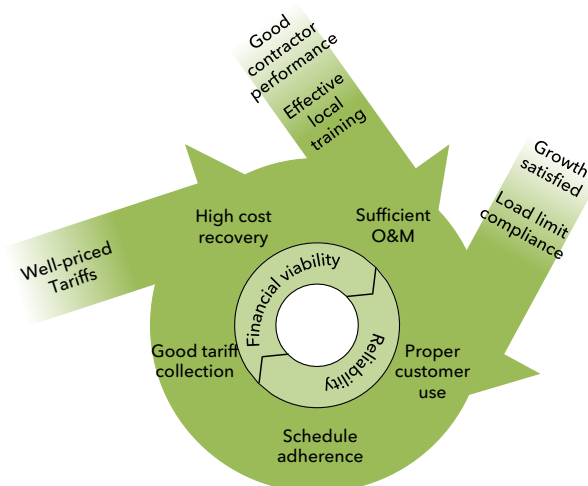 Good
contractor
performance
Effective
local
training
Growth
satisfied
Load limit
compliance
Well-priced
Tariffs
High cost
recovery
Sufficient
O&M
Financial viability
Reliability
Good tariff
collection
Proper
customer
use
Schedule
adherence